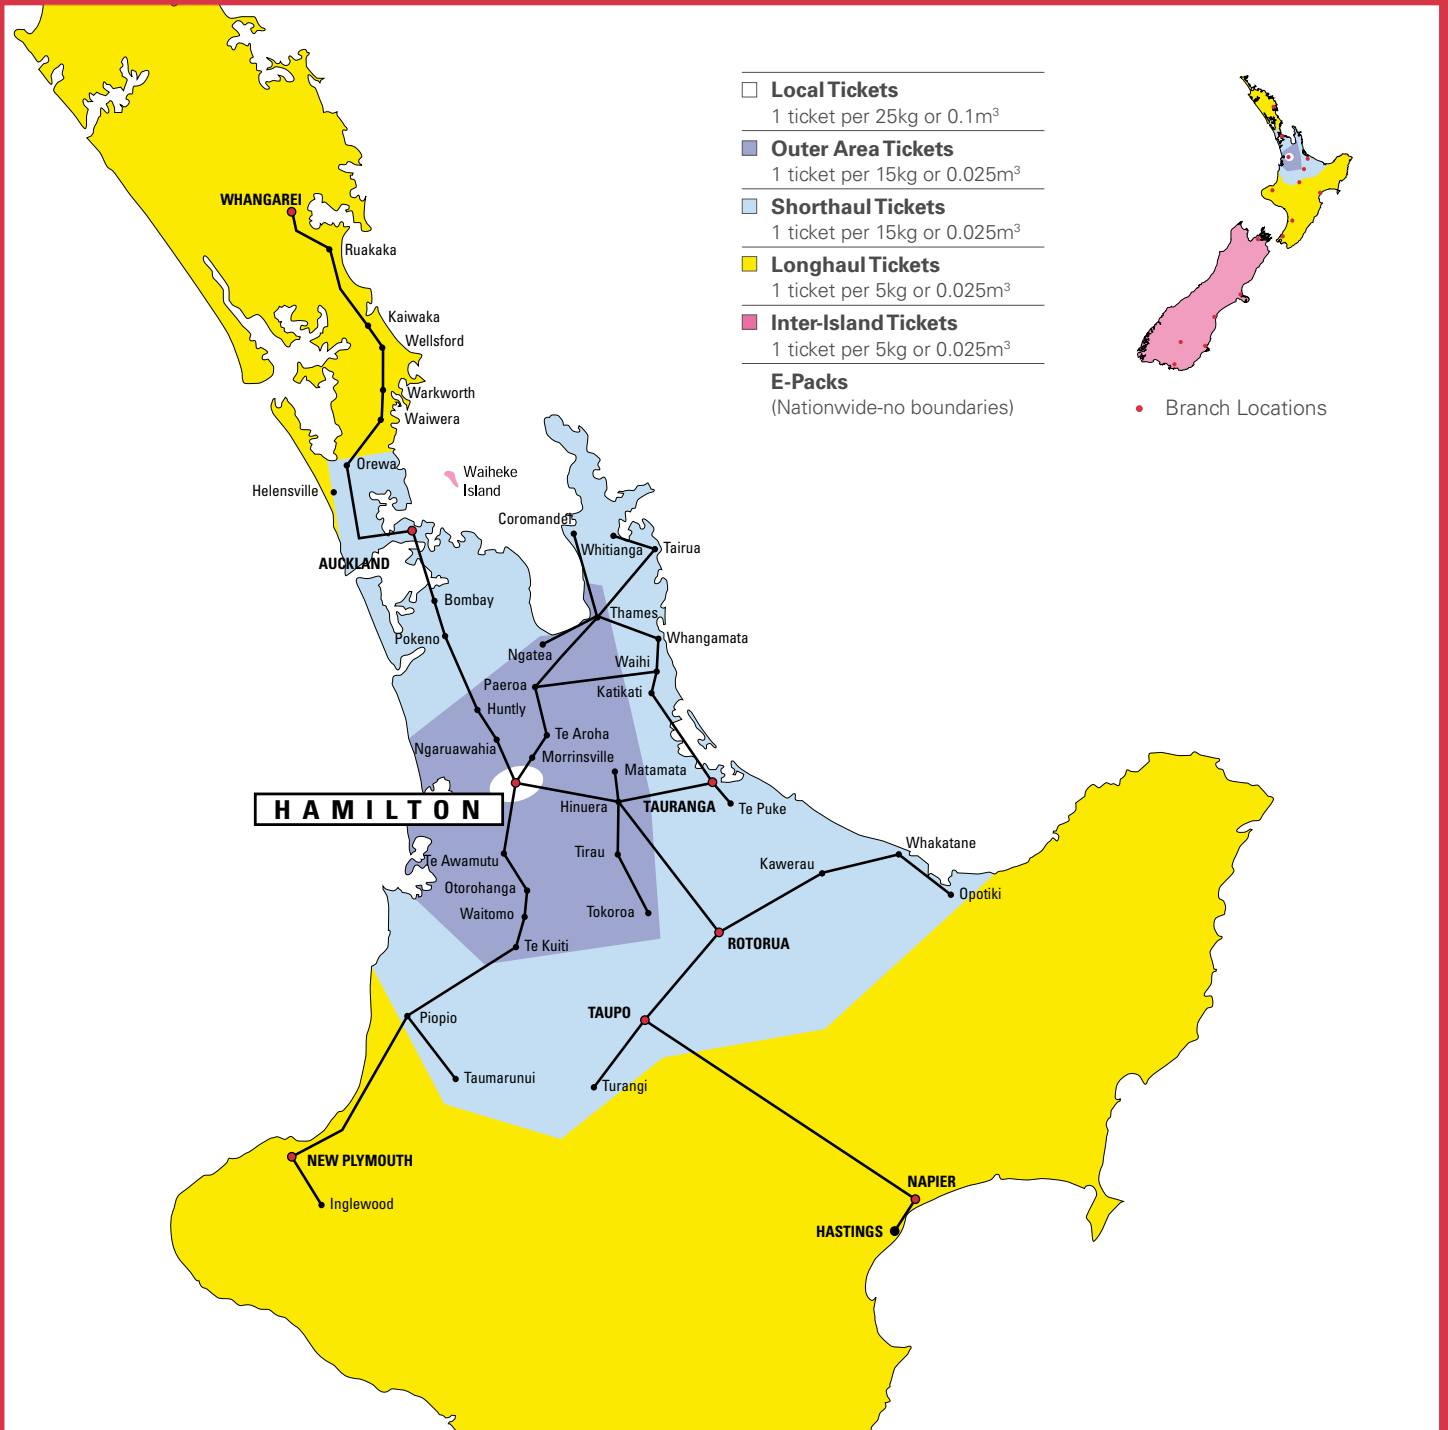 Local Tickets
1 ticket per 25kg or 0.1m³
Outer Area Tickets
1 ticket per 15kg or 0.025m³
Shorthaul Tickets
1 ticket per 15kg or 0.025m³
Longhaul Tickets
1 ticket per 5kg or 0.025m³
Inter-Island Tickets
1 ticket per 5kg or 0.025m³
E-Packs
(Nationwide-no boundaries)
Branch Locations
WHANGAREI
Ruakaka
Kaiwaka
Wellsford
Warkworth
Waiwera
Orewa
Waiheke
Island
Helensville
Coromandel
Whitianga
Tairua
AUCKLAND
Bombay
Thames
Pokeno
Whangamata
Ngatea
Waihi
Paeroa
Katikati
Huntly
Te Aroha
Ngaruawahia
Morrinsville
Matamata
HAMILTON
Hinuera
TAURANGA
Te Puke
Whakatane
Te Awamutu
Tirau
Kawerau
Otorohanga
Opotiki
Waitomo
Tokoroa
Te Kuiti
ROTORUA
TAUPO
Piopio
Taumarunui
Turangi
NEW PLYMOUTH
NAPIER
Inglewood
HASTINGS